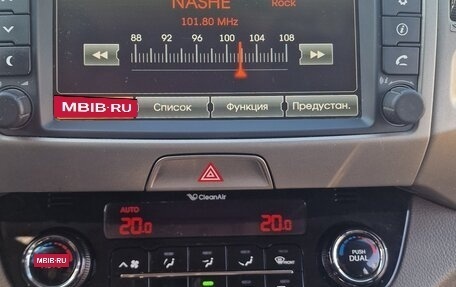 NASHE
Rock
101.80 MHz
88 92 96 100 104 108
MBIB-RU
Список
Функция
Предустан.
CleanAir
AUTO
20.0
20.0
FRONT
PUSH
DUAL
MBIB-RU